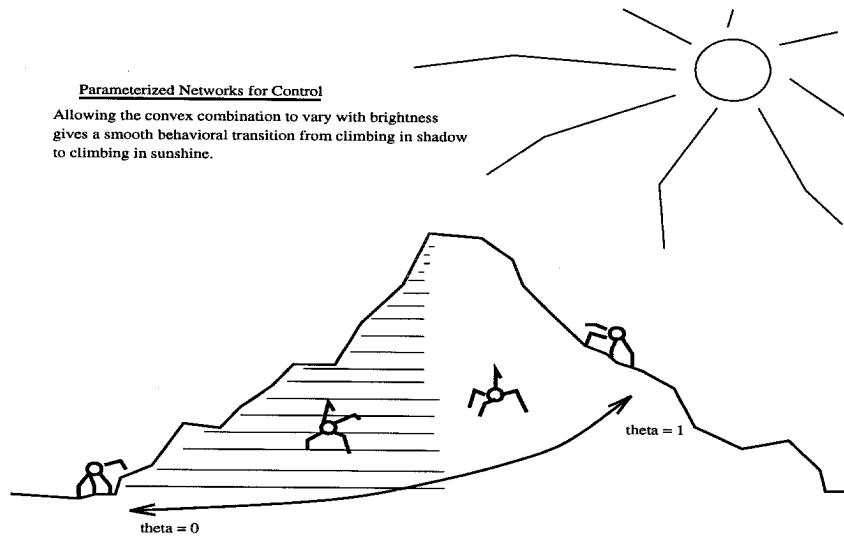 Parameterized Networks for Control
Allowing the convex combination to vary with brightness
gives a smooth behavioral transition from climbing in shadow
to climbing in sunshine.
theta = 1
theta = 0